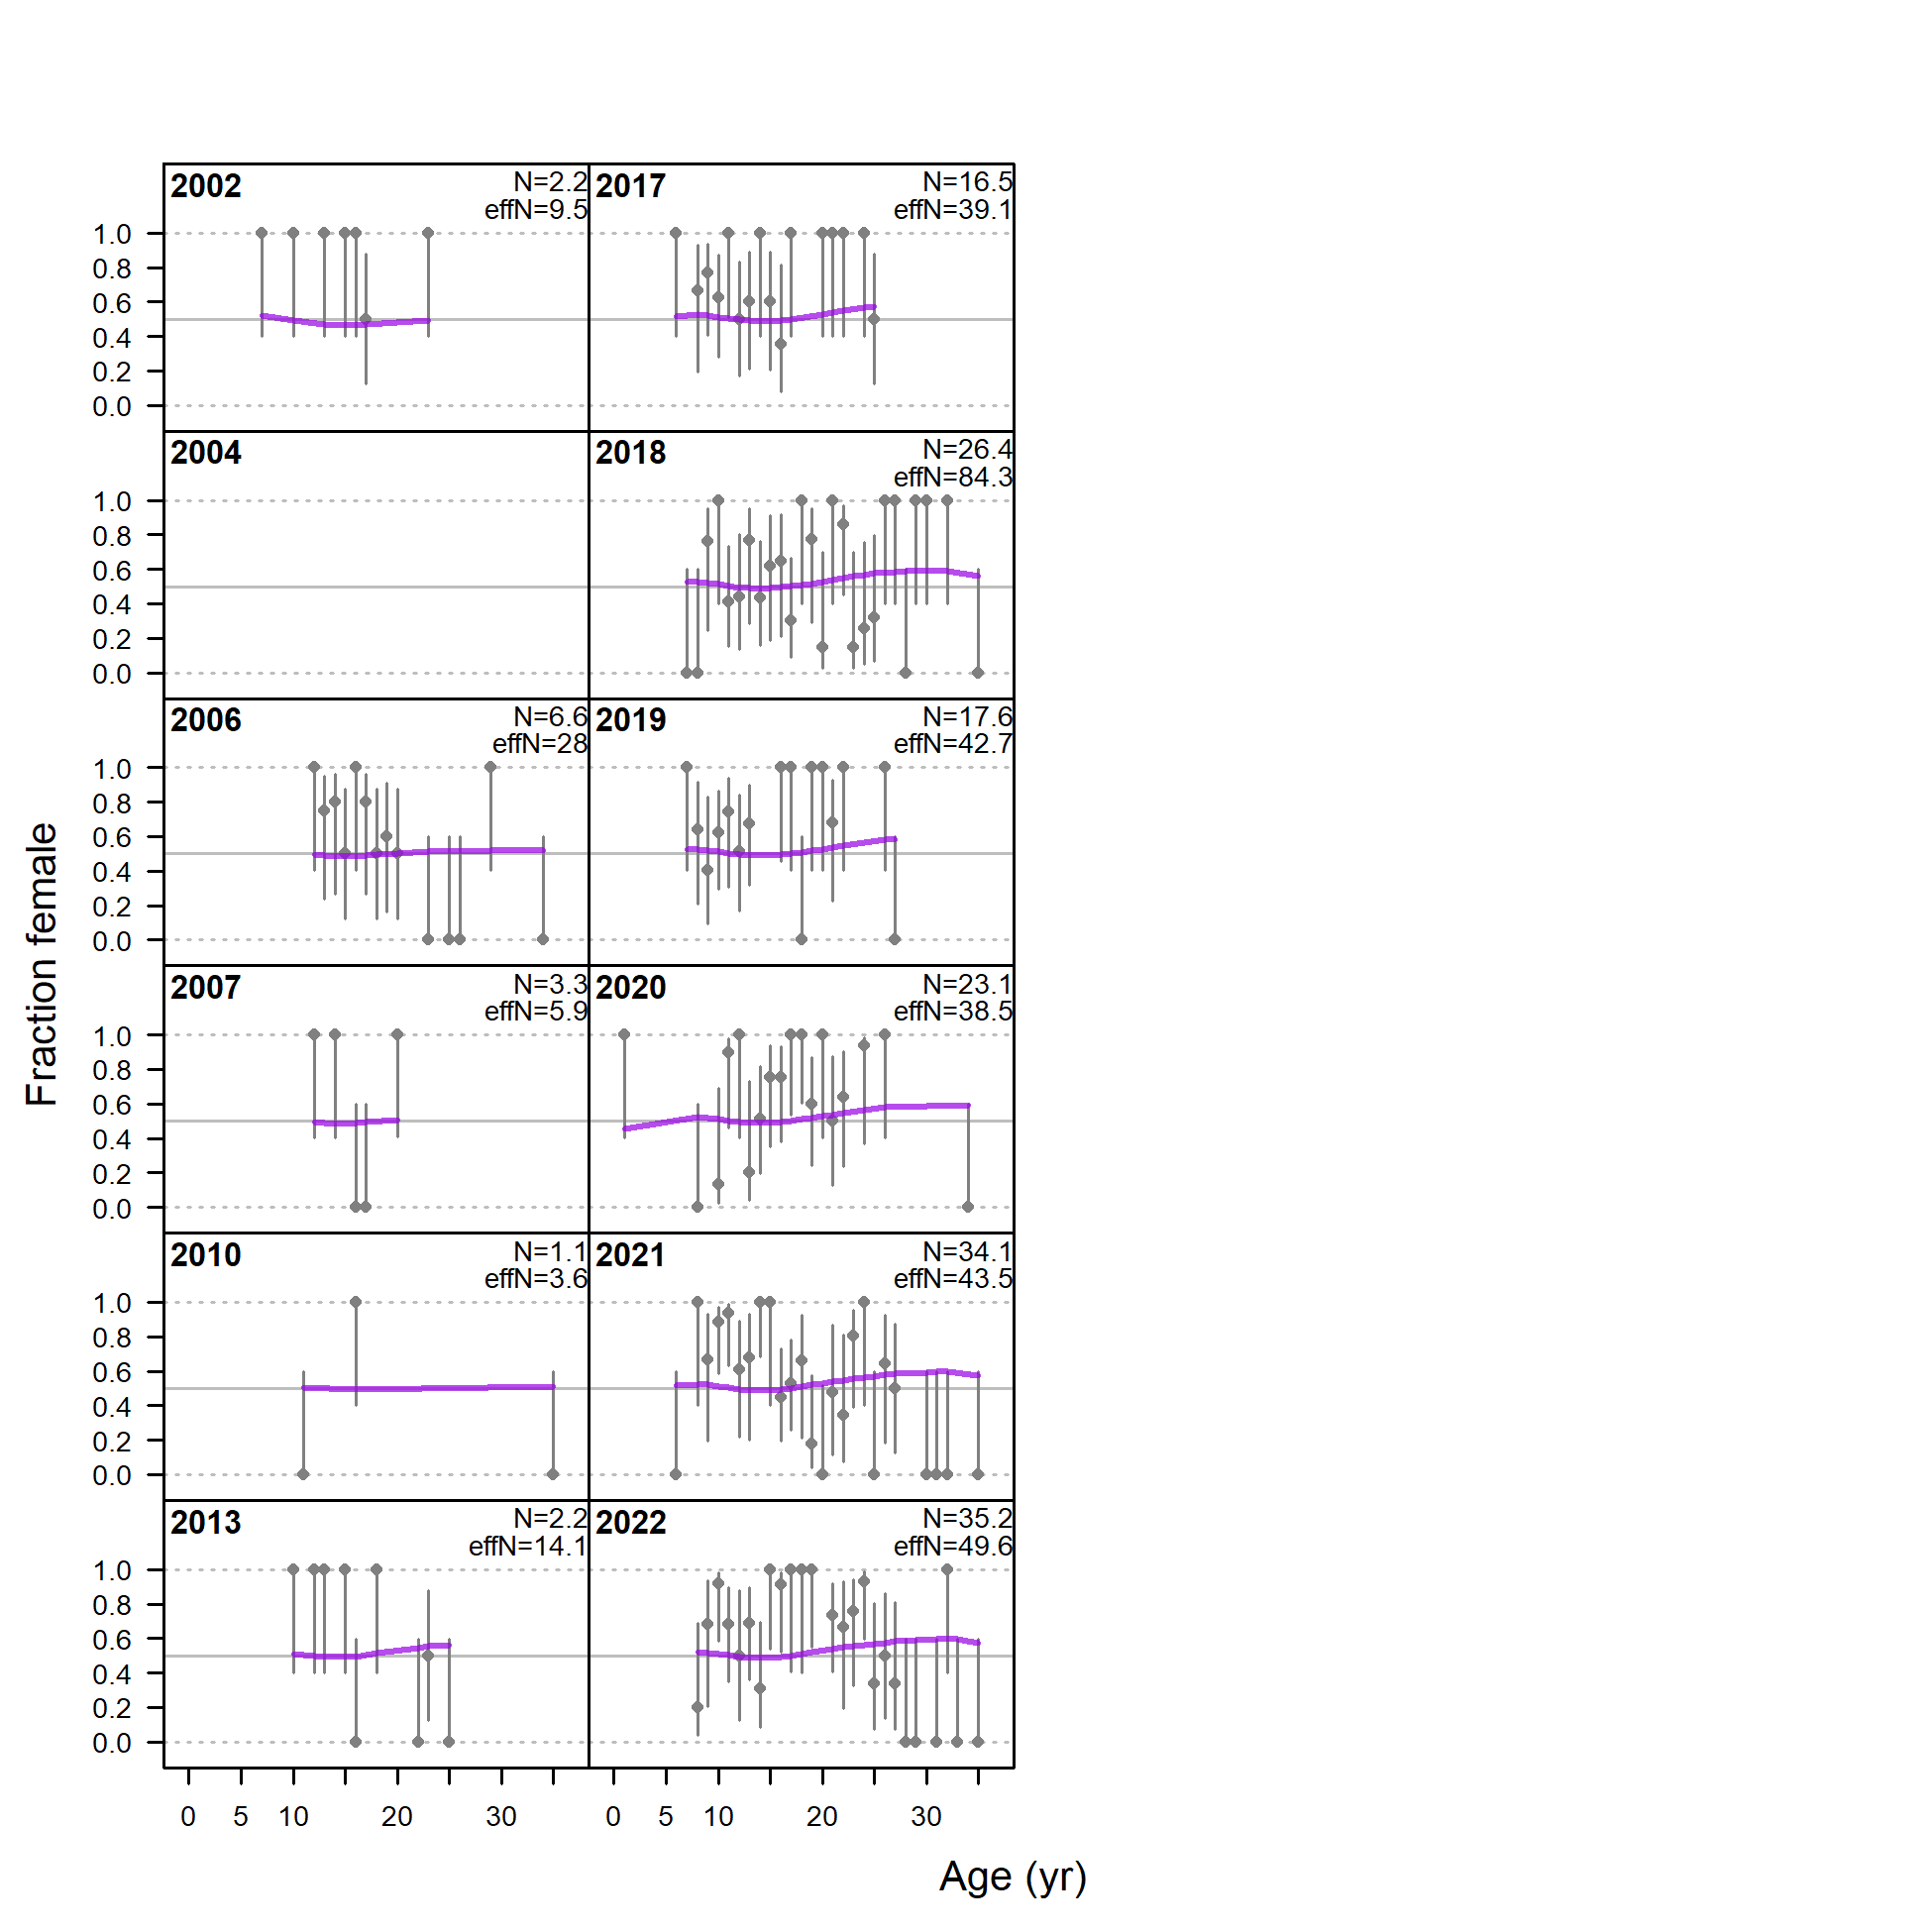 2002
N=2.2
effN=9.5
1.0
0.8
0.6
0.4
0.2
0.0
2017
N=16.5
effN=39.1
2004
1.0
0.8
0.6
0.4
0.2
0.0
2018
N=26.4
effN=84.3
2006
N=6.6
effN=28
1.0
0.8
0.6
0.4
0.2
0.0
2019
N=17.6
effN=42.7
2007
N=3.3
effN=5.9
1.0
0.8
0.6
0.4
0.2
0.0
2020
N=23.1
effN=38.5
2010
N=1.1
effN=3.6
1.0
0.8
0.6
0.4
0.2
0.0
2021
N=34.1
effN=43.5
2013
N=2.2
effN=14.1
1.0
0.8
0.6
0.4
0.2
0.0
2022
N=35.2
effN=49.6
0 5 10 20 30
0 5 10 20 30
Fraction female
Age (yr)